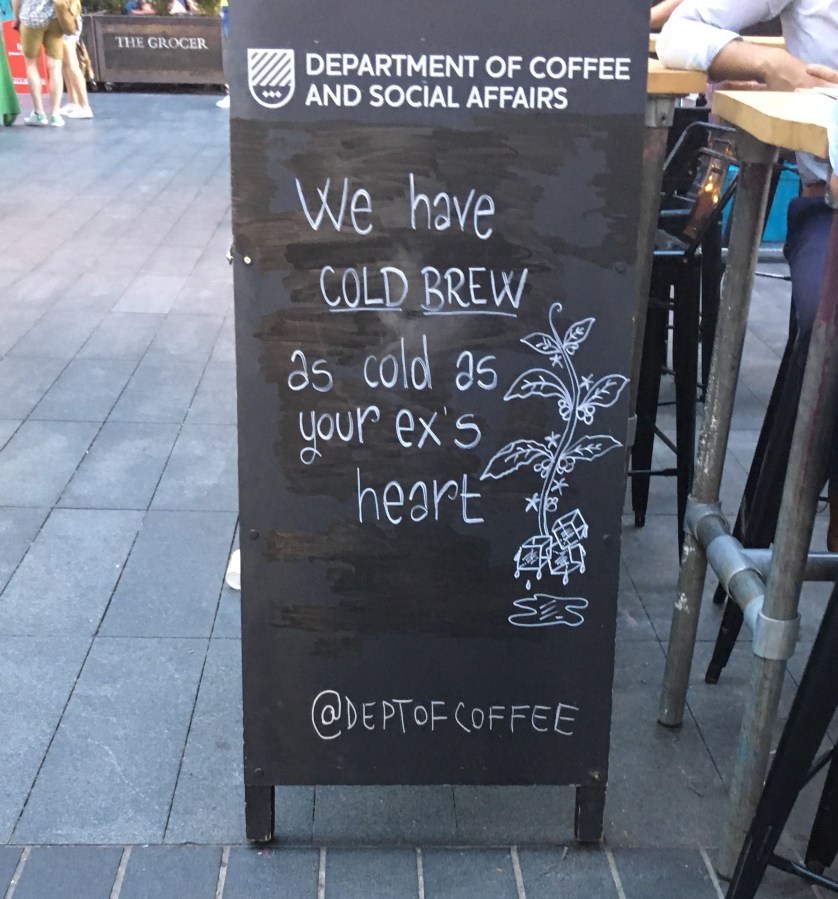 THE GROCER
DEPARTMENT OF COFFEE
AND SOCIAL AFFAIRS
We have
COLD BREW
as cold as
your ex's
heart
@DEPTOFCOFFEE